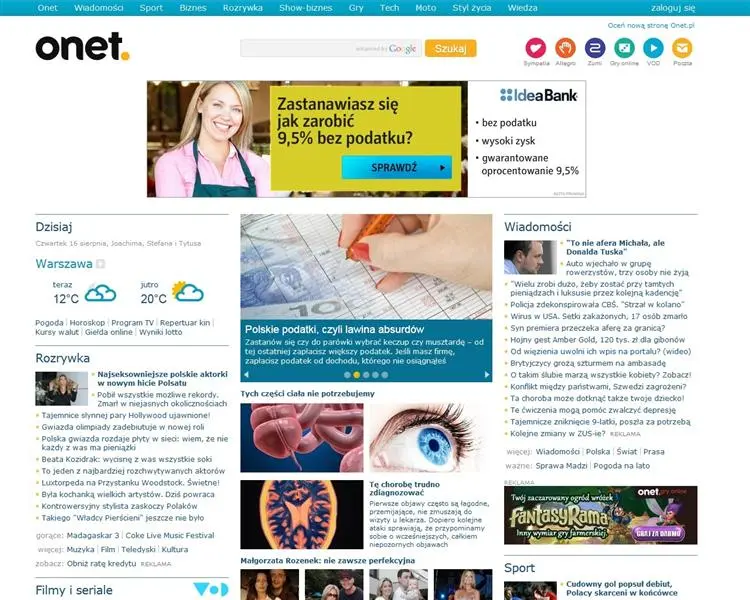 Onet Wiadomości Sport Biznes Rozrywka Show-biznes Gry Tech Moto Styl życia Wiedza zaloguj się
Oceń nową stronę Onet.pl
onet.
enhanced by Google Szukaj
Sympatia Allegro Zumi Gry online VOD Poczta
Zastanawiasz się
jak zarobić
9,5% bez podatku?
SPRAWDŹ
IdeaBank
• bez podatku
• wysoki zysk
• gwarantowane
oprocentowanie 9,5%
Dzisiaj
Czwartek 16 sierpnia, Joachima, Stefana i Tytusa
Warszawa
teraz
12°C
jutro
20°C
Pogoda | Horoskop | Program TV | Repertuar kin |
Kursy walut | Giełda online | Wyniki lotto
Rozrywka
Najseksowniejsze polskie aktorki
w nowym hicie Polsatu
Pobił wszystkie możliwe rekordy.
Zmarł w niejasnych okolicznościach
Tajemnice słynnej pary Hollywood ujawnione!
Gwiazda olimpiady zadebiutuje w nowej roli
Polska gwiazda rozdaje płyty w sieci: wiem, że nie
każdy z was ma pieniążki
Beata Kozidrak: wycisnę z was wszystkie soki
To jeden z najbardziej rozchwytywanych aktorów
Luxtorpeda na Przystanku Woodstock. Świetne!
Była kochanką wielkich artystów. Dziś powraca
Kontrowersyjny stylista zaskoczy Polaków
Takiego "Władcy Pierścieni" jeszcze nie było
gorące: Madagaskar 3 | Coke Live Music Festival
więcej: Muzyka | Film | Teledyski | Kultura
zobacz: Obniż ratę kredytu REKLAMA
Filmy i seriale
VOD
Polskie podatki, czyli lawina absurdów
Zastanów się czy do parówki wybrać keczup czy musztardę – od
tej ostatniej zapłacisz większy podatek. Jeśli masz firmę,
zapłacisz podatek od dochodu, którego nie osiągnąłeś
Tych części ciała nie potrzebujemy
Tę chorobę trudno
zdiagnozować
Pierwsze objawy często są łagodne,
przemijające, nie zmuszają do
wizyty u lekarza. Dopiero kolejne
ataki sprawiają, że przypominamy
sobie o wcześniejszych, całkiem
niepozornych objawach
Małgorzata Rozenek: nie zawsze perfekcyjna
Wiadomości
"To nie afera Michała, ale
Donalda Tuska"
Auto wjechało w grupę
rowerzystów, trzy osoby nie żyją
"Wielu zrobi dużo, żeby zostać przy tamtych
pieniądzach i luksusie przez kolejną kadencję"
Policja zdekonspirowała CBŚ. "Strzał w kolano"
Wirus w USA. Setki zakażonych, 17 osób zmarło
Syn premiera przeczeka aferę za granicą?
Hojny gest Amber Gold, 120 tys. zł dla gibonów
Od więzienia uwolni ich wpis na portalu? (wideo)
Brytyjczycy grożą szturmem na ambasadę
O takim ślubie marzą wszystkie kobiety? Zobacz!
Konflikt między państwami, Szwedzi zagrożeni?
Ta choroba może dotknąć także twoje dziecko!
Te ćwiczenia mogą pomóc zwalczyć depresję
Tajemnicze zniknięcie 9-latki, poszła za potrzebą
Kolejne zmiany w ZUS-ie? REKLAMA
więcej: Wiadomości | Polska | Świat | Prasa
ważne: Sprawa Madzi | Pogoda na lato
REKLAMA
Twój zaczarowany ogród wróżek
onet.gry online
FantasyRama
Inny wymiar gry farmerskiej.
GRAJ ZA DARMO
Sport
Cudowny gol popsuł debiut,
Polacy skarceni w końcówce